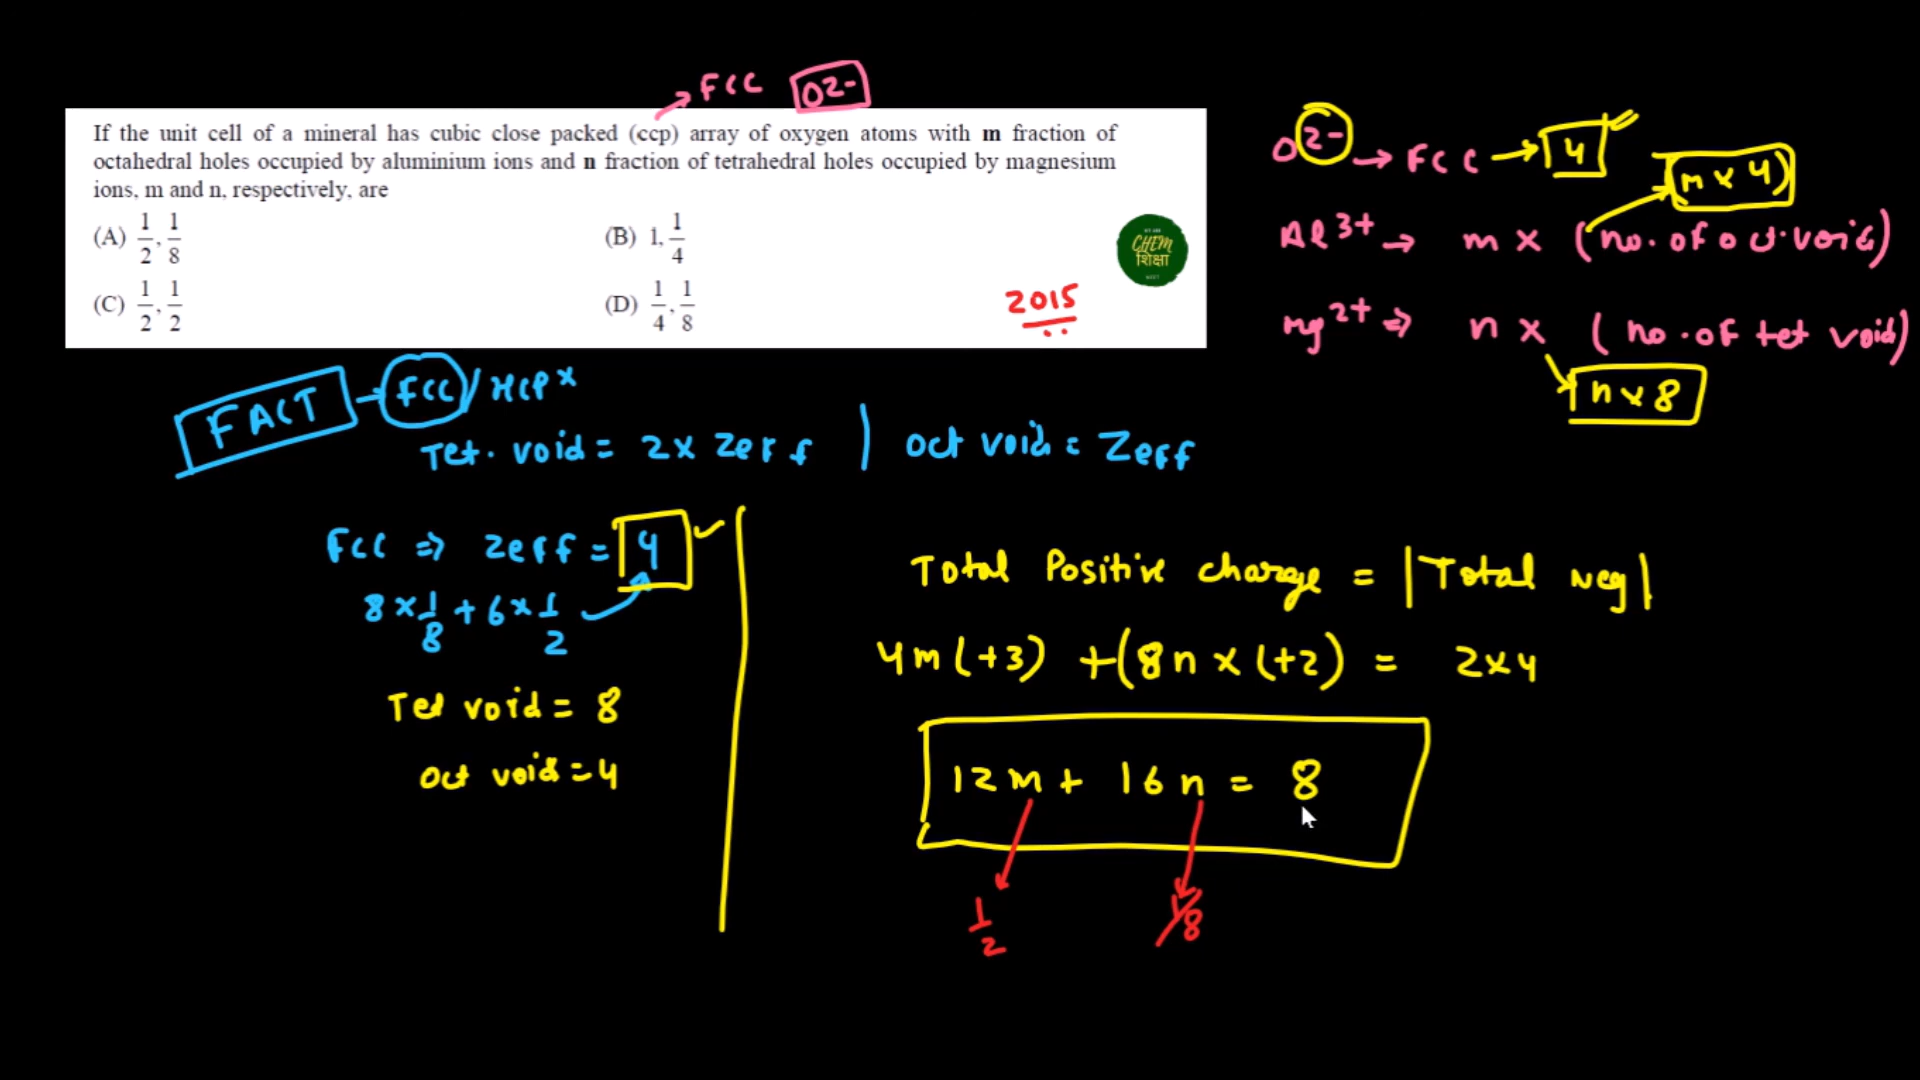 FCC O2-
If the unit cell of a mineral has cubic close packed (ccp) array of oxygen atoms with m fraction of
octahedral holes occupied by aluminium ions and n fraction of tetrahedral holes occupied by magnesium
ions, m and n, respectively, are
(A) 1/2, 1/8
(B) 1, 1/4
(C) 1/2, 1/2
(D) 1/4, 1/8
CHEM
शिक्षा
2015
O2- → FCC → 4
m x 4)
Al3+ → m x (no. of oct. void)
mg2+ ⇒ n x (no. of tet void)
n x 8
FACT → FCC / HCP x
Tet. void = 2 x Zeff | oct void = Zeff
FCC ⇒ Zeff = 4
8 x 1/8 + 6 x 1/2
Tet void = 8
oct void = 4
Total Positive charge = |Total neg|
4m (+3) + (8n x (+2) = 2x4
12m + 16n = 8
1/2
1/8